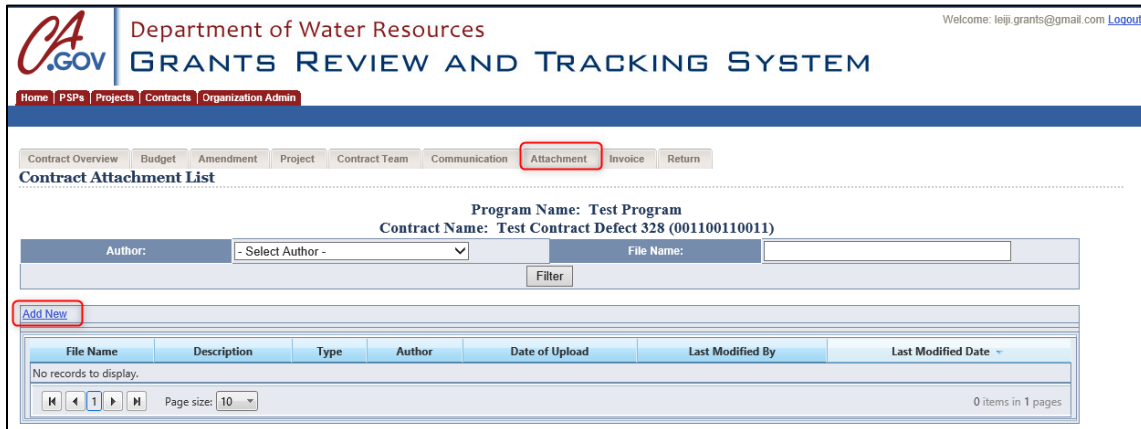 Welcome: leiji.grants@gmail.com Logout
CA
.GOV
Department of Water Resources
GRANTS REVIEW AND TRACKING SYSTEM
Home PSPs Projects Contracts Organization Admin
Contract Overview Budget Amendment Project Contract Team Communication Attachment Invoice Return
Contract Attachment List
Program Name: Test Program
Contract Name: Test Contract Defect 328 (001100110011)
Author: - Select Author - File Name:
Filter
Add New
File Name Description Type Author Date of Upload Last Modified By Last Modified Date
No records to display.
1 Page size: 10 0 items in 1 pages